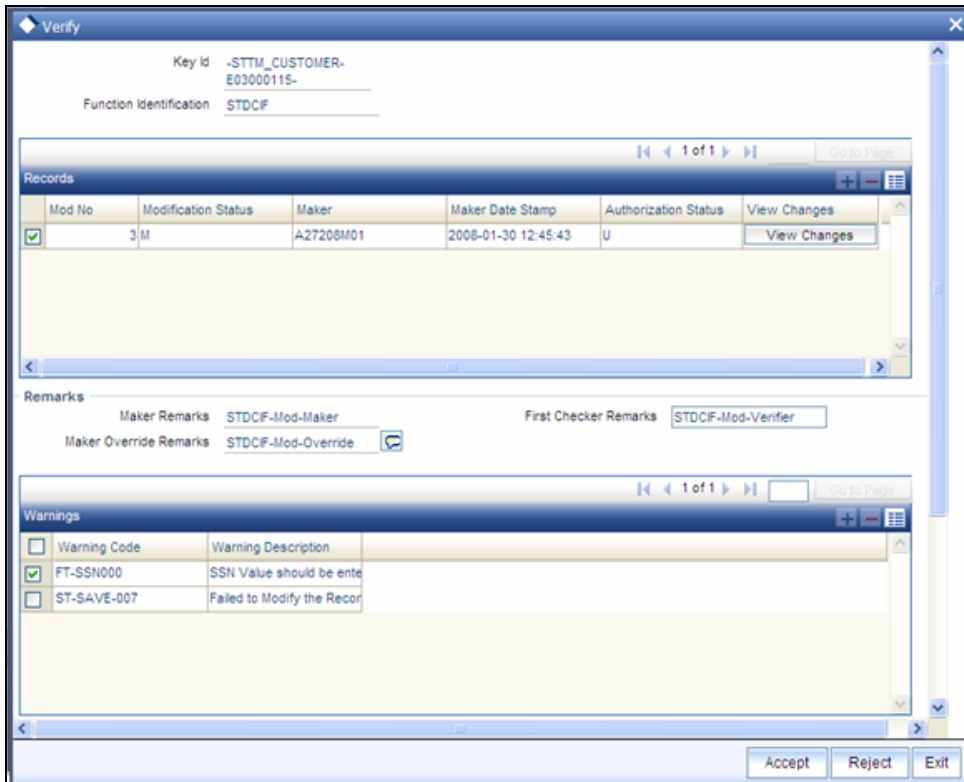 Verify
Key Id -STTM_CUSTOMER-
E03000115-
Function Identification STDCIF
1 of 1 Go to Page
Records
Mod No Modification Status Maker Maker Date Stamp Authorization Status View Changes
3 M A27208M01 2008-01-30 12:45:43 U View Changes
Remarks
Maker Remarks STDCIF-Mod-Maker First Checker Remarks STDCIF-Mod-Verifier
Maker Override Remarks STDCIF-Mod-Override
1 of 1 Go to Page
Warnings
Warning Code Warning Description
FT-SSN000 SSN Value should be ente
ST-SAVE-007 Failed to Modify the Recor
Accept Reject Exit